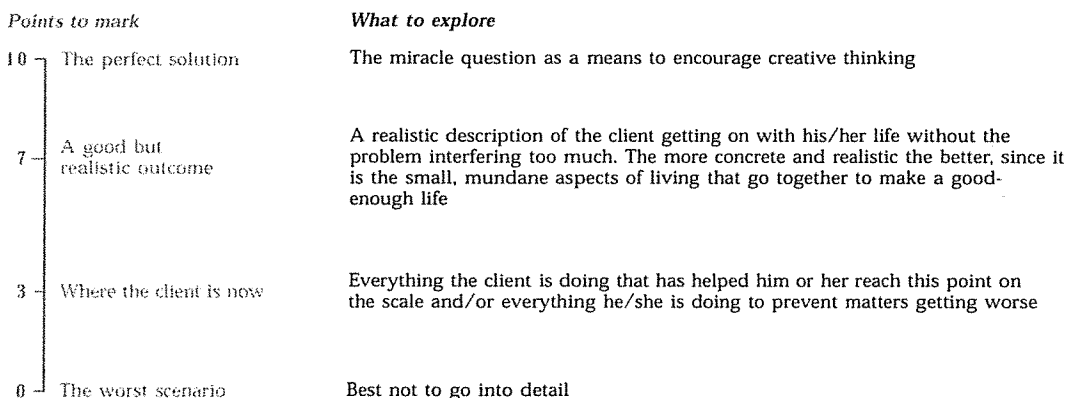 Points to mark
What to explore
10
The perfect solution
The miracle question as a means to encourage creative thinking
7
A good but
realistic outcome
A realistic description of the client getting on with his/her life without the
problem interfering too much. The more concrete and realistic the better, since it
is the small, mundane aspects of living that go together to make a good-
enough life
3
Where the client is now
Everything the client is doing that has helped him or her reach this point on
the scale and/or everything he/she is doing to prevent matters getting worse
0
The worst scenario
Best not to go into detail